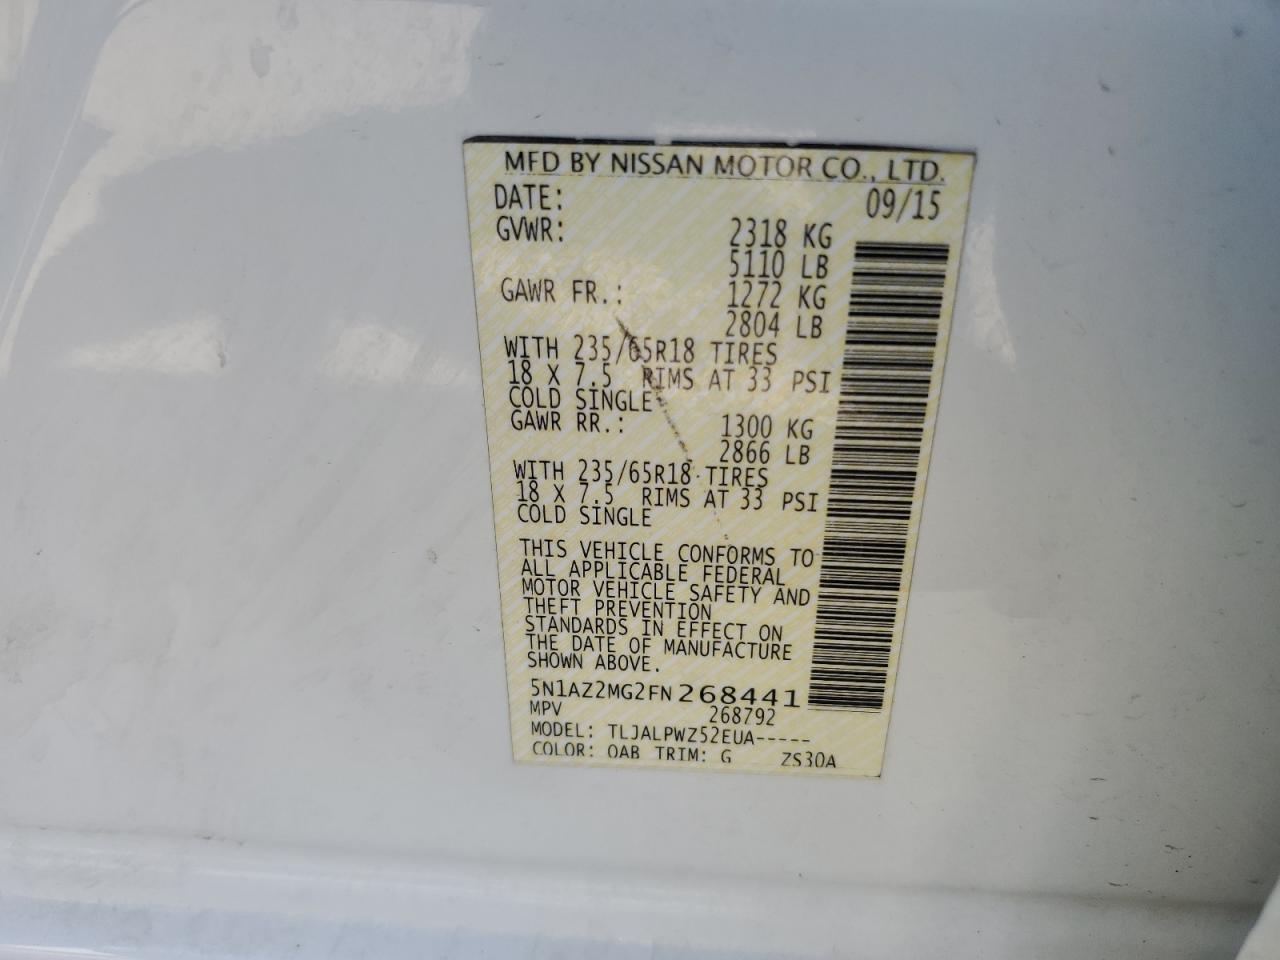 MFD BY NISSAN MOTOR CO., LTD.
DATE: 09/15
GVWR: 2318 KG
5110 LB
GAWR FR.: 1272 KG
2804 LB
WITH 235/65R18 TIRES
18 X 7.5 RIMS AT 33 PSI
COLD SINGLE
GAWR RR.: 1300 KG
2866 LB
WITH 235/65R18 TIRES
18 X 7.5 RIMS AT 33 PSI
COLD SINGLE
THIS VEHICLE CONFORMS TO
ALL APPLICABLE FEDERAL
MOTOR VEHICLE SAFETY AND
THEFT PREVENTION
STANDARDS IN EFFECT ON
THE DATE OF MANUFACTURE
SHOWN ABOVE.
5N1AZ2MG2FN268441
MPV 268792
MODEL: TLJALPWZ52EUA-----
COLOR: QAB TRIM: G ZS30A